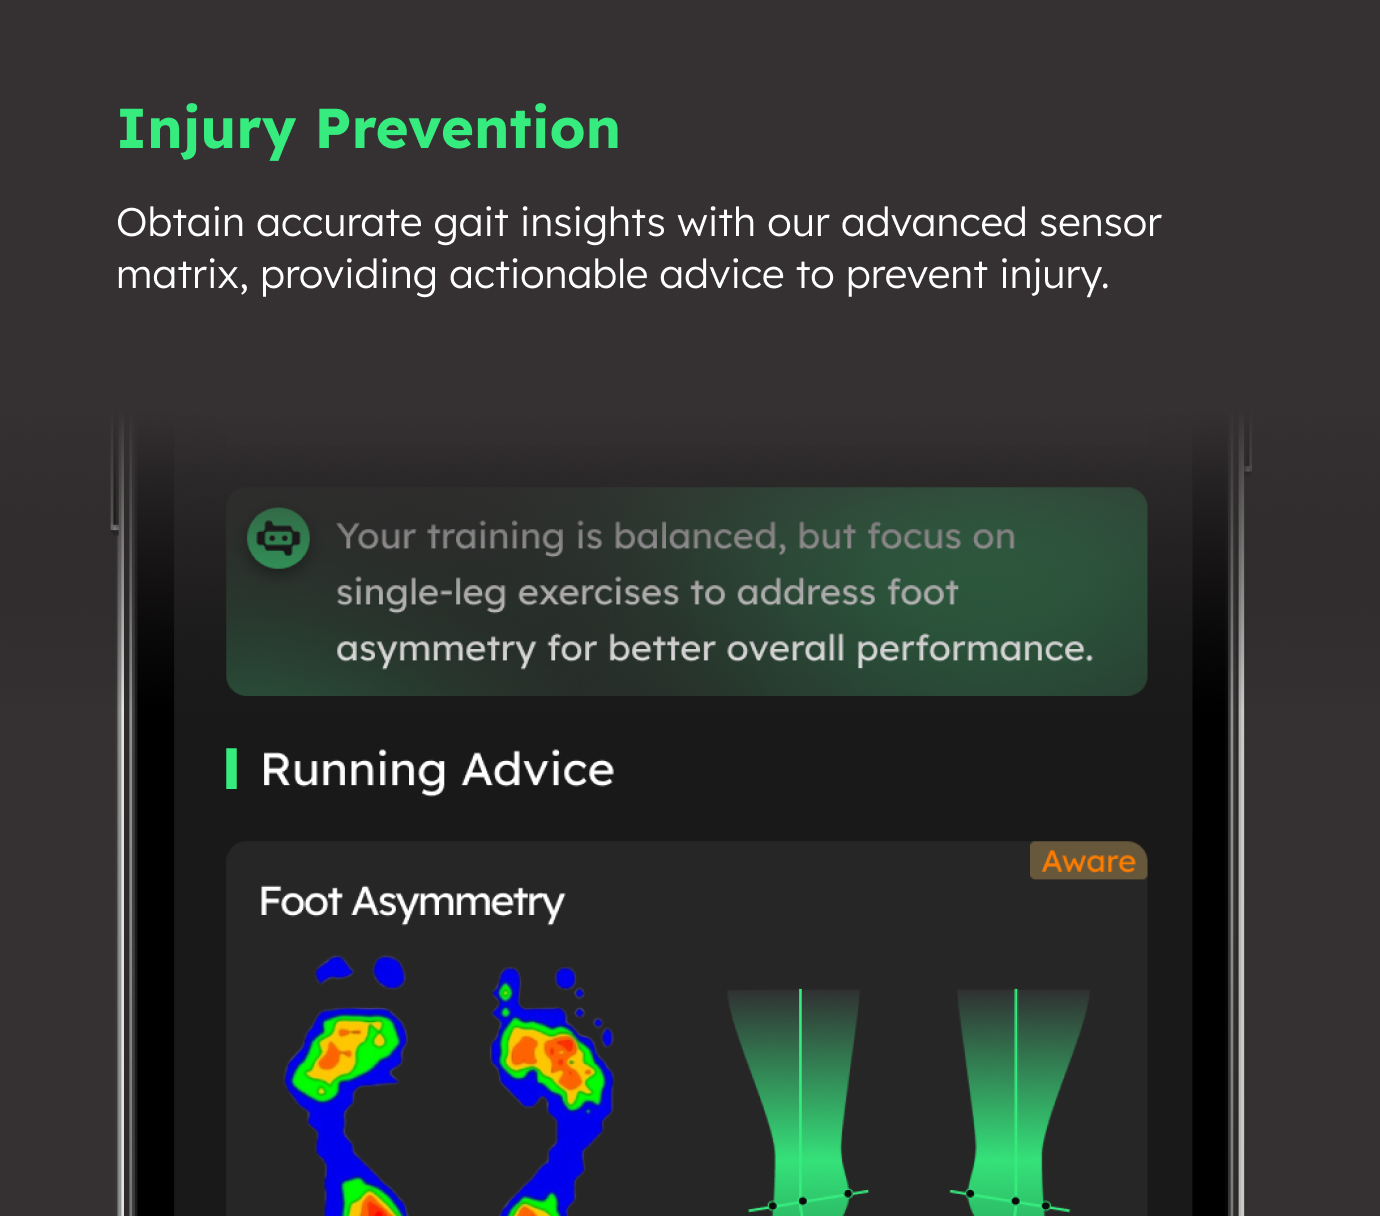 Injury Prevention
Obtain accurate gait insights with our advanced sensor
matrix, providing actionable advice to prevent injury.
Your training is balanced, but focus on
single-leg exercises to address foot
asymmetry for better overall performance.
Running Advice
Aware
Foot Asymmetry